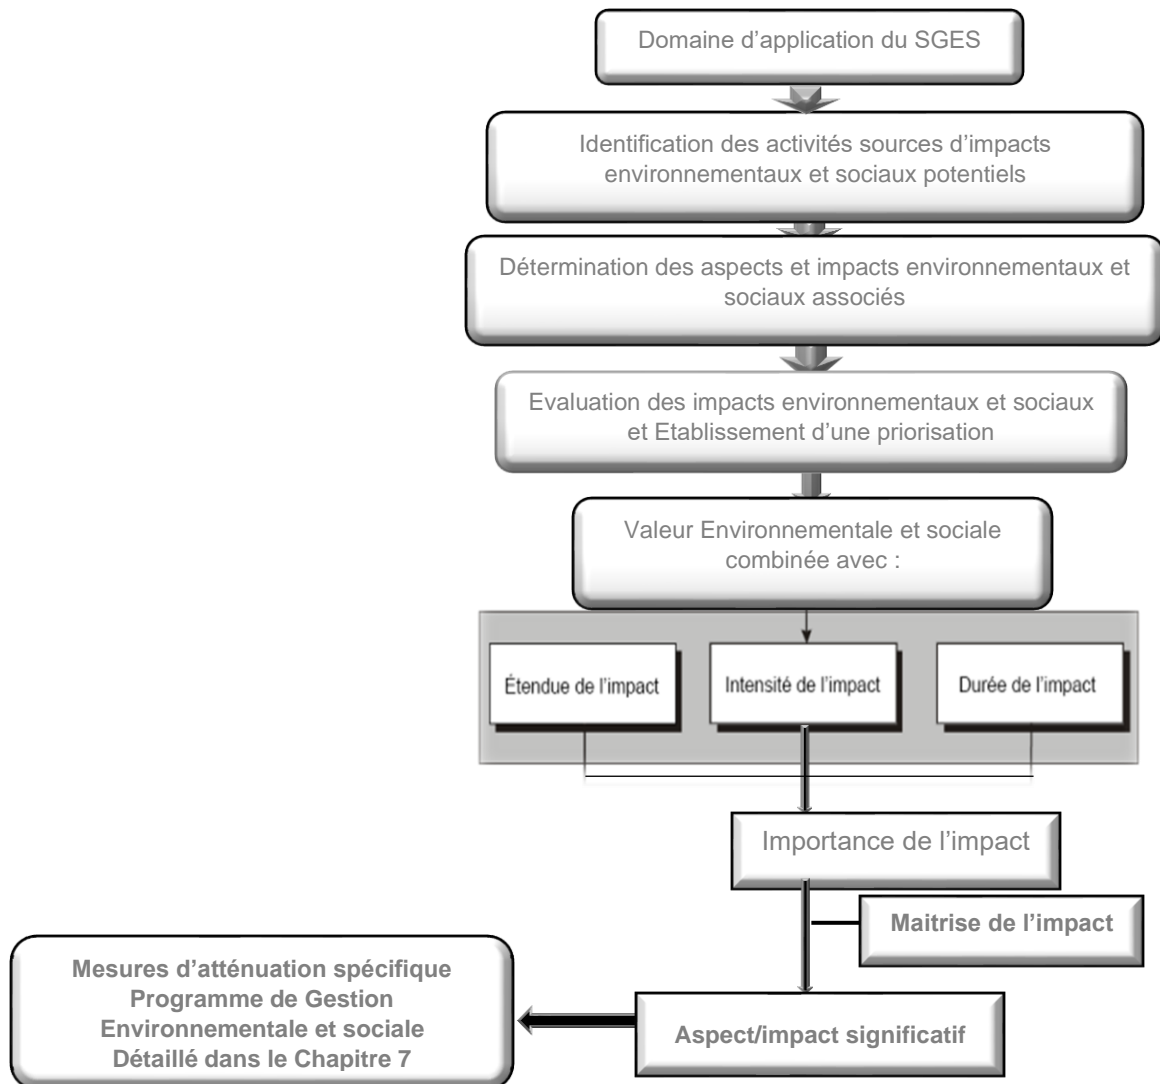 Domaine d’application du SGES
Identification des activités sources d’impacts
environnementaux et sociaux potentiels
Détermination des aspects et impacts environnementaux et
sociaux associés
Evaluation des impacts environnementaux et sociaux
et Etablissement d’une priorisation
Valeur Environnementale et sociale
combinée avec :
Étendue de l’impact
Intensité de l’impact
Durée de l’impact
Importance de l’impact
Maitrise de l’impact
Aspect/impact significatif
Mesures d’atténuation spécifique
Programme de Gestion
Environnementale et sociale
Détaillé dans le Chapitre 7